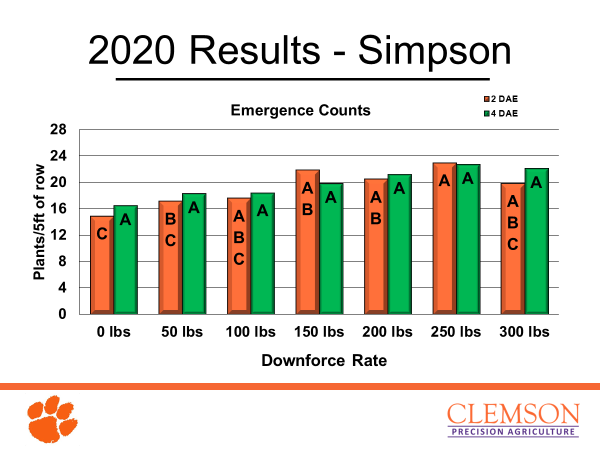 2020 Results - Simpson
Emergence Counts
2 DAE
4 DAE
Plants/5ft of row
28
24
20
16
12
8
4
0
C
A
B
C
A
A
B
C
A
A
B
A
A
B
A
A
A
A
B
C
A
0 lbs 50 lbs 100 lbs 150 lbs 200 lbs 250 lbs 300 lbs
Downforce Rate
CLEMSON
PRECISION AGRICULTURE